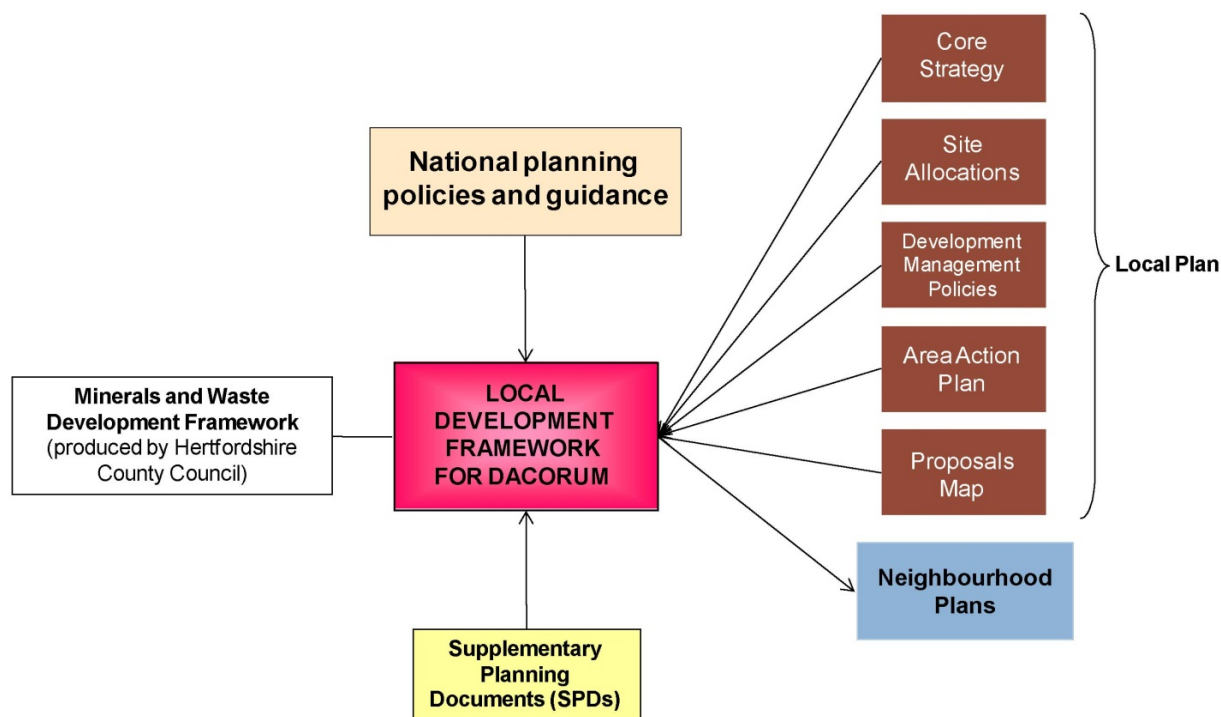 Core
Strategy
Site
Allocations
National planning
policies and guidance
Development
Management
Policies
Local Plan
Area Action
Plan
LOCAL
DEVELOPMENT
FRAMEWORK
FOR DACORUM
Minerals and Waste
Development Framework
(produced by Hertfordshire
County Council)
Proposals
Map
Neighbourhood
Plans
Supplementary
Planning
Documents (SPDs)